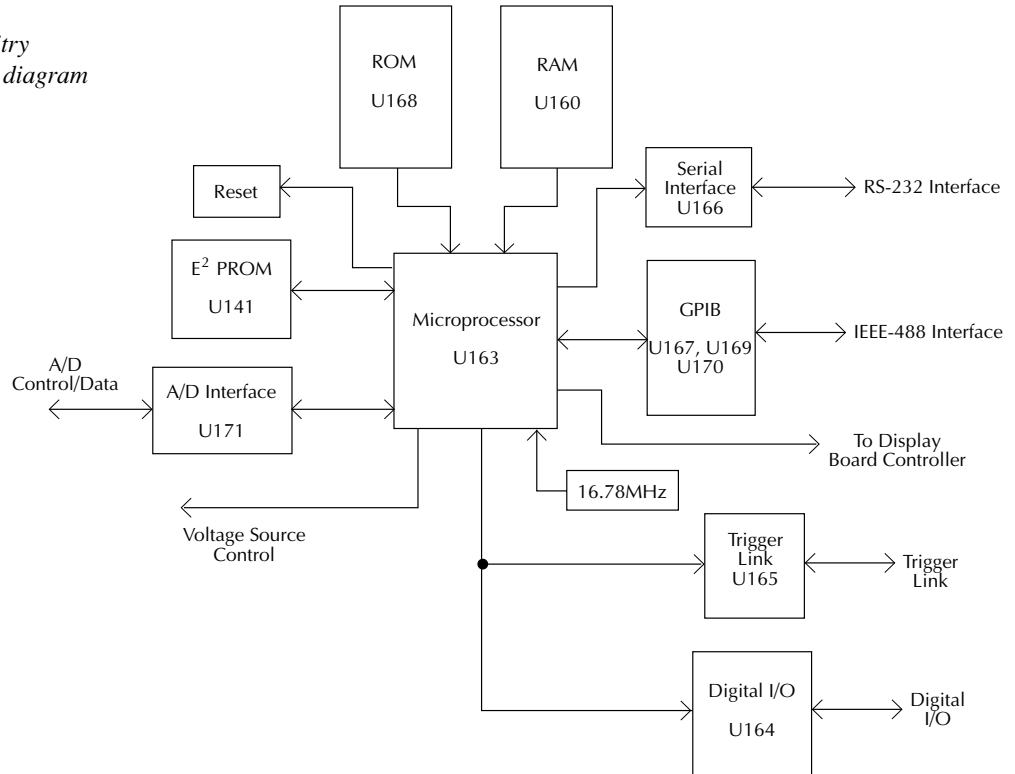 itry
diagram
ROM
U168
RAM
U160
Reset
Serial
Interface
U166
RS-232 Interface
E² PROM
U141
Microprocessor
U163
GPIB
U167, U169
U170
IEEE-488 Interface
A/D
Control/Data
A/D Interface
U171
To Display
Board Controller
16.78MHz
Voltage Source
Control
Trigger
Link
U165
Trigger
Link
Digital I/O
U164
Digital
I/O